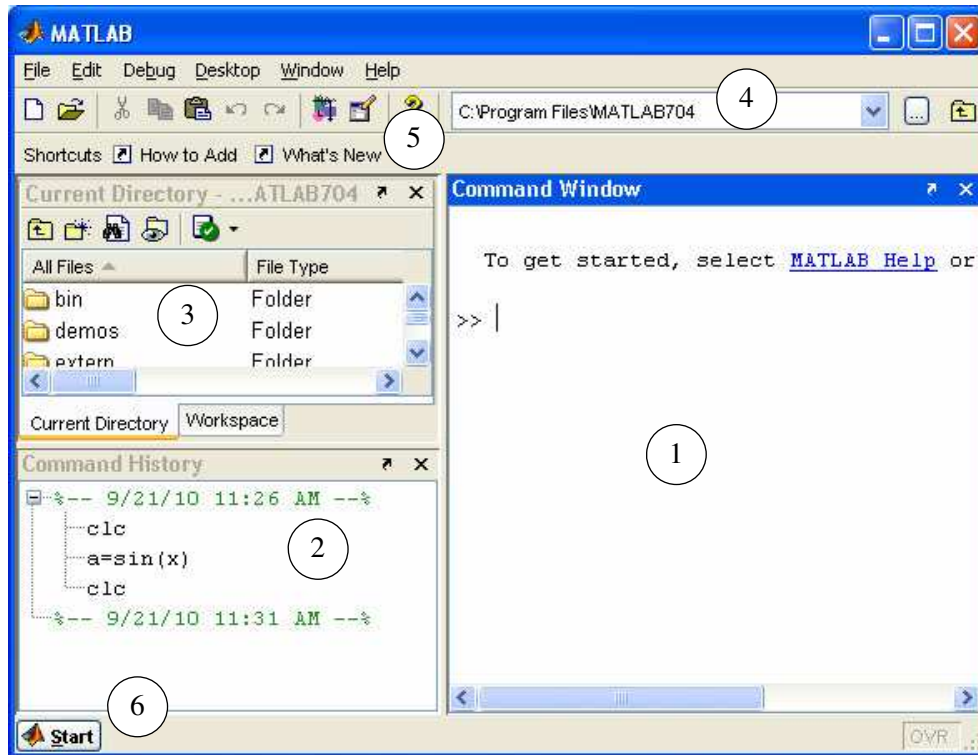 MATLAB
File Edit Debug Desktop Window Help
C:\Program Files\MATLAB704
4
...
5
Shortcuts How to Add What's New
Current Directory - ...ATLAB704
All Files File Type
bin Folder
demos Folder
extern Folder
3
Current Directory Workspace
Command History
%-- 9/21/10 11:26 AM --%
clc
a=sin(x)
clc
%-- 9/21/10 11:31 AM --%
2
Command Window
To get started, select MATLAB Help or
>>
1
6
Start
OVR